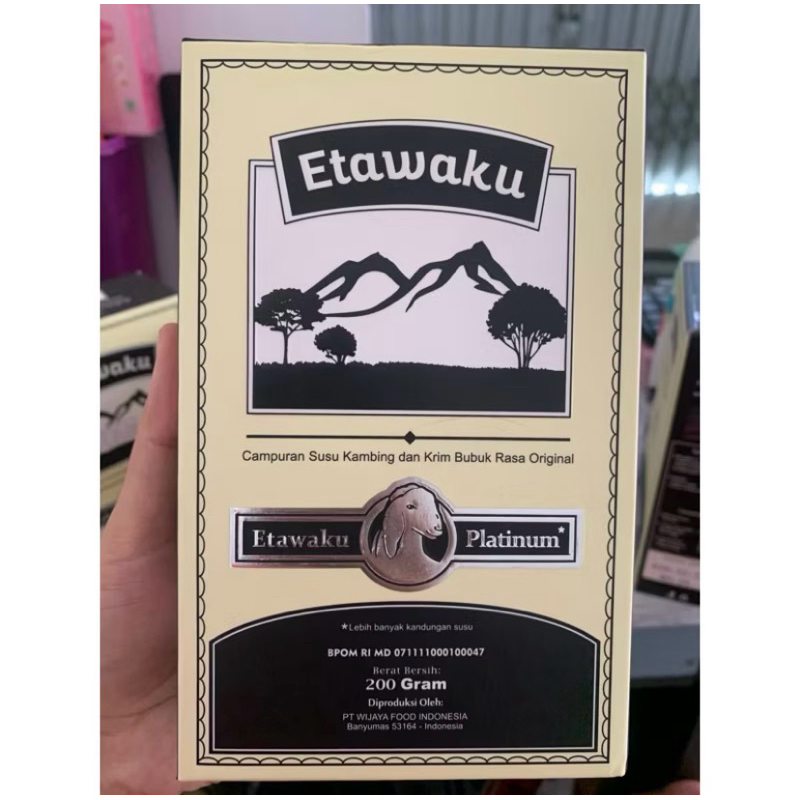 Etawaku
Campuran Susu Kambing dan Krim Bubuk Rasa Original
Etawaku Platinum*
*Lebih banyak kandungan susu
BPOM RI MD 071111000100047
Berat Bersih:
200 Gram
Diproduksi Oleh:
PT WIJAYA FOOD INDONESIA
Banyumas 53164 - Indonesia
waku